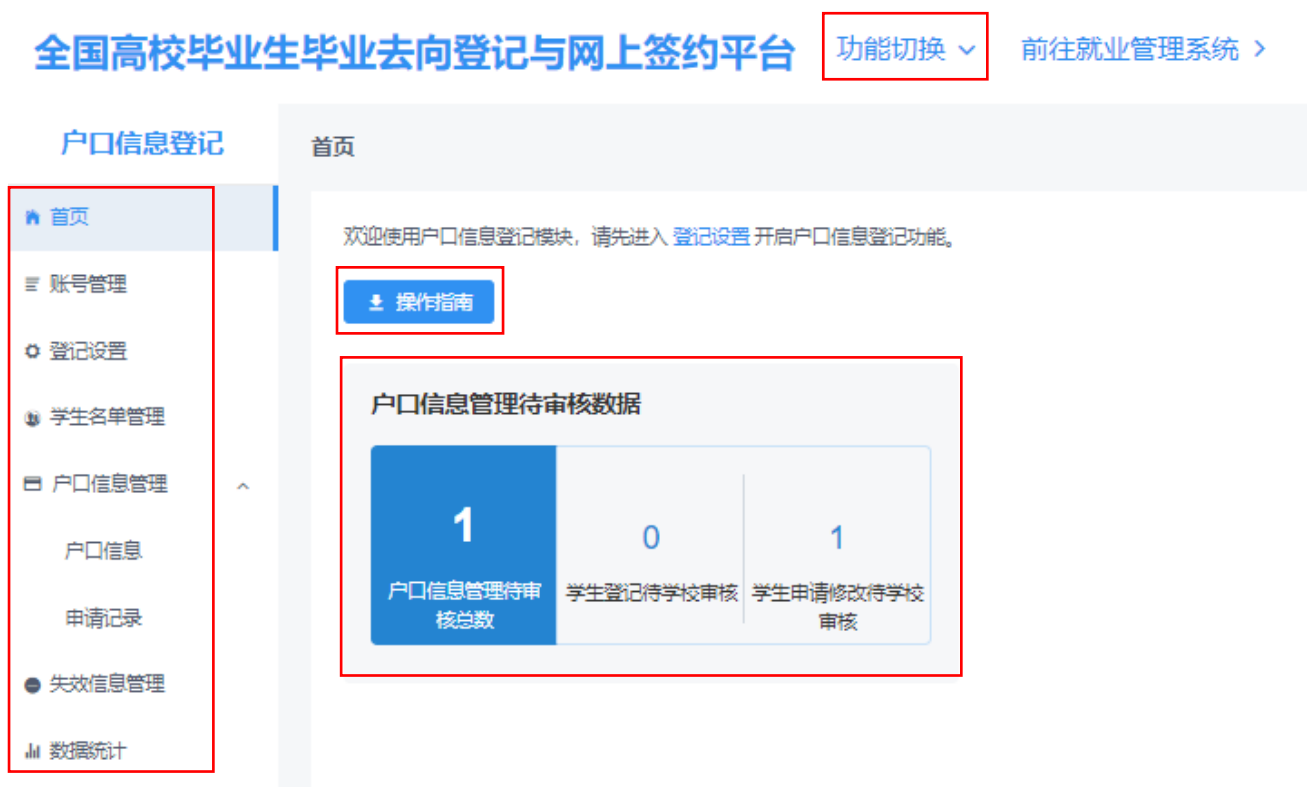 全国高校毕业生毕业去向登记与网上签约平台 功能切换 前往就业管理系统
户口信息登记
首页
账号管理
登记设置
学生名单管理
户口信息管理
户口信息
申请记录
失效信息管理
数据统计
首页
欢迎使用户口信息登记模块，请先进入 登记设置 开启户口信息登记功能。
操作指南
户口信息管理待审核数据
1
户口信息管理待审
核总数
0
学生登记待学校审核
1
学生申请修改待学校
审核